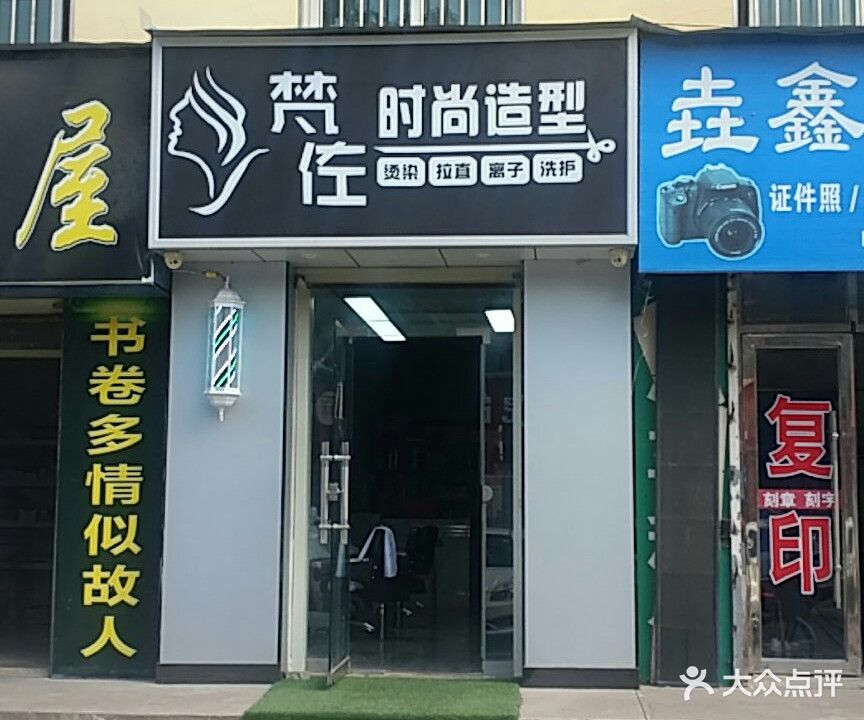 屋
书卷多情似故人
梵佐
时尚造型
烫染 拉直 离子 洗护
垚鑫
证件照/
复印
刻章 刻字
大众点评